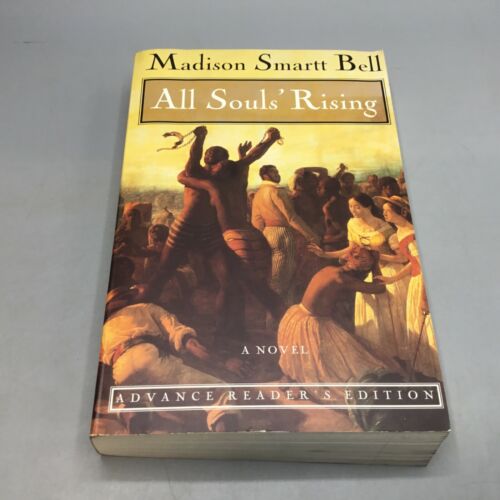 Madison Smartt Bell
All Souls' Rising
A NOVEL
ADVANCE READER'S EDITION